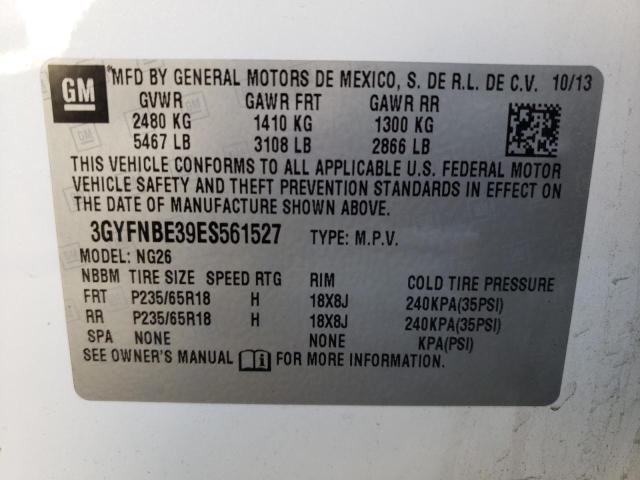 GM MFD BY GENERAL MOTORS DE MEXICO, S. DE R.L. DE C.V. 10/13
GVWR GAWR FRT GAWR RR
2480 KG 1410 KG 1300 KG
5467 LB 3108 LB 2866 LB
THIS VEHICLE CONFORMS TO ALL APPLICABLE U.S. FEDERAL MOTOR
VEHICLE SAFETY AND THEFT PREVENTION STANDARDS IN EFFECT ON
THE DATE OF MANUFACTURE SHOWN ABOVE.
3GYFNBE39ES561527 TYPE: M.P.V.
MODEL: NG26
NBBM TIRE SIZE SPEED RTG RIM COLD TIRE PRESSURE
FRT P235/65R18 H 18X8J 240KPA(35PSI)
RR P235/65R18 H 18X8J 240KPA(35PSI)
SPA NONE NONE KPA(PSI)
SEE OWNER'S MANUAL FOR MORE INFORMATION.